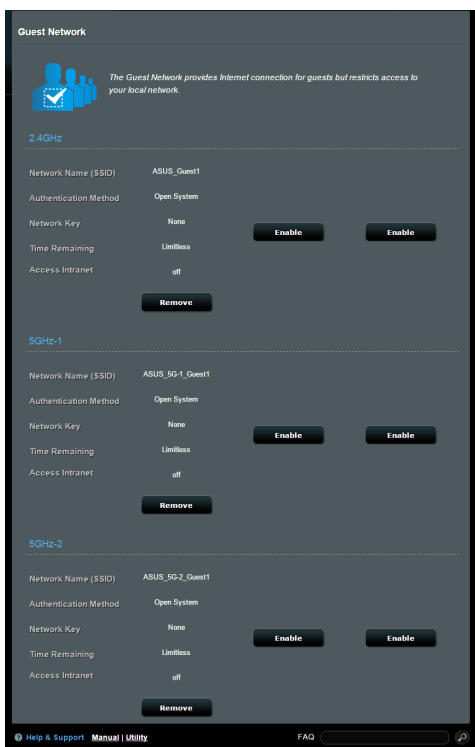 Guest Network
The Guest Network provides Internet connection for guests but restricts access to
your local network.
2.4GHz
Network Name (SSID) ASUS_Guest1
Authentication Method Open System
Network Key None
Enable Enable
Time Remaining Limitless
Access Intranet off
Remove
5GHz-1
Network Name (SSID) ASUS_5G-1_Guest1
Authentication Method Open System
Network Key None
Enable Enable
Time Remaining Limitless
Access Intranet off
Remove
5GHz-2
Network Name (SSID) ASUS_5G-2_Guest1
Authentication Method Open System
Network Key None
Enable Enable
Time Remaining Limitless
Access Intranet off
Remove
Help & Support Manual | Utility FAQ